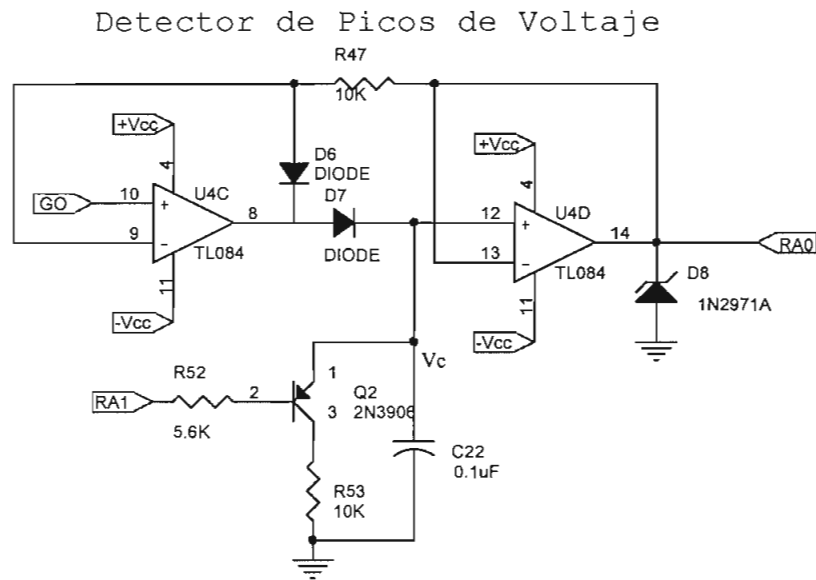 Detector de Picos de Voltaje
R47
10K
+Vcc
4
D6
DIODE
D7
DIODE
GO
10
+
9
-
U4C
8
TL084
11
-Vcc
+Vcc
4
12
+
13
-
U4D
14
TL084
11
-Vcc
RA0
D8
1N2971A
Vc
R52
5.6K
RA1
2
1
3
Q2
2N3906
R53
10K
C22
0.1uF